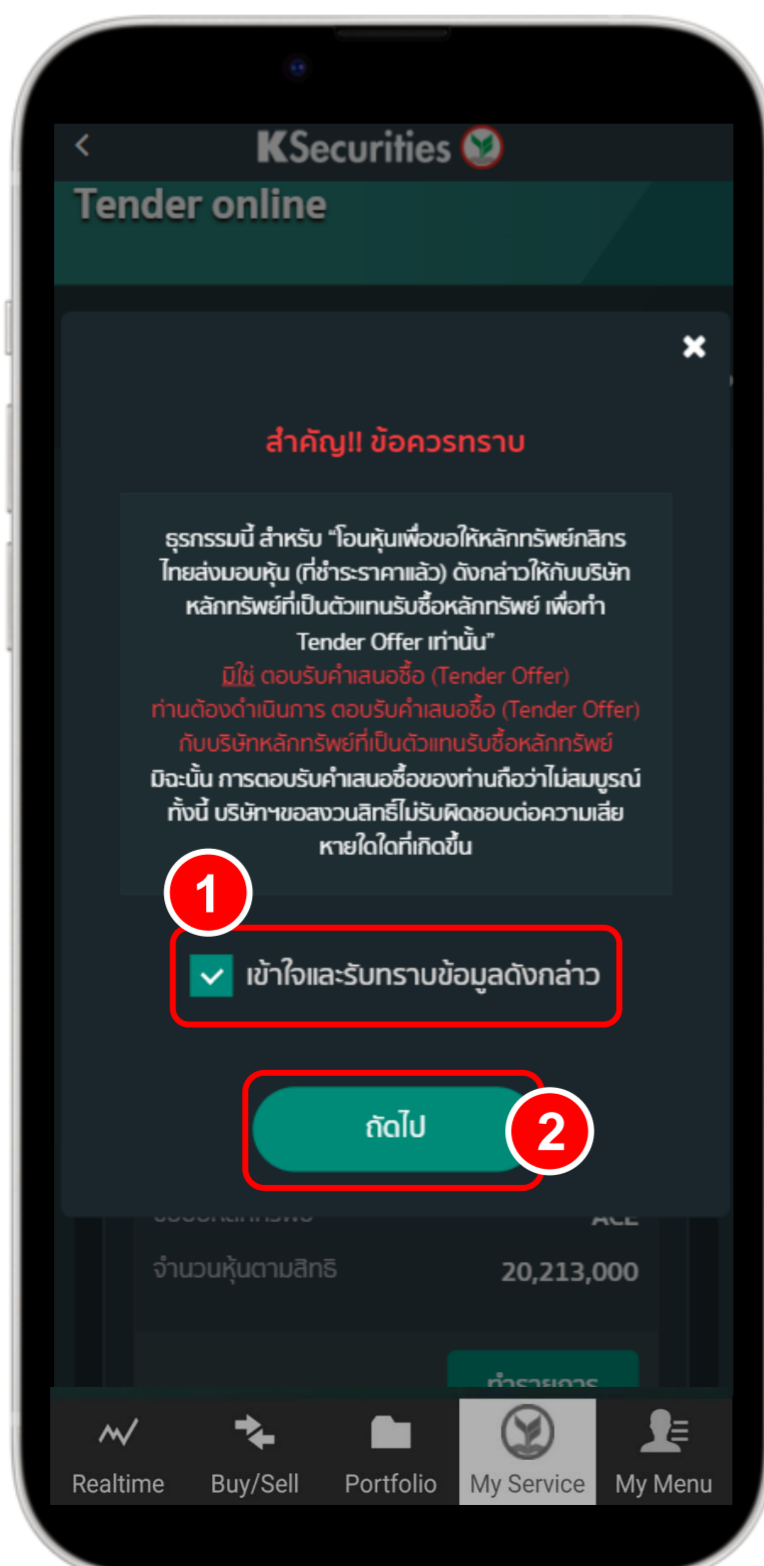 KSecurities
Tender online
สำคัญ!! ข้อควรทราบ
ธุรกรรมนี้ สำหรับ “โอนหุ้นเพื่อขอให้หลักทรัพย์กสิกร
ไทยส่งมอบหุ้น (ที่ชำระราคาแล้ว) ดังกล่าวให้กับบริษัท
หลักทรัพย์ที่เป็นตัวแทนรับซื้อหลักทรัพย์ เพื่อทำ
Tender Offer เท่านั้น”
มิใช่ ตอบรับคำเสนอซื้อ (Tender Offer)
ท่านต้องดำเนินการ ตอบรับคำเสนอซื้อ (Tender Offer)
กับบริษัทหลักทรัพย์ที่เป็นตัวแทนรับซื้อหลักทรัพย์
มิฉะนั้น การตอบรับคำเสนอซื้อของท่านถือว่าไม่สมบูรณ์
ทั้งนี้ บริษัทฯขอสงวนสิทธิ์ไม่รับผิดชอบต่อความเสีย
หายใดใดที่เกิดขึ้น
1
เข้าใจและรับทราบข้อมูลดังกล่าว
ถัดไป
2
ACE
จำนวนหุ้นตามสิทธิ 20,213,000
ทำรายการ
Realtime Buy/Sell Portfolio My Service My Menu